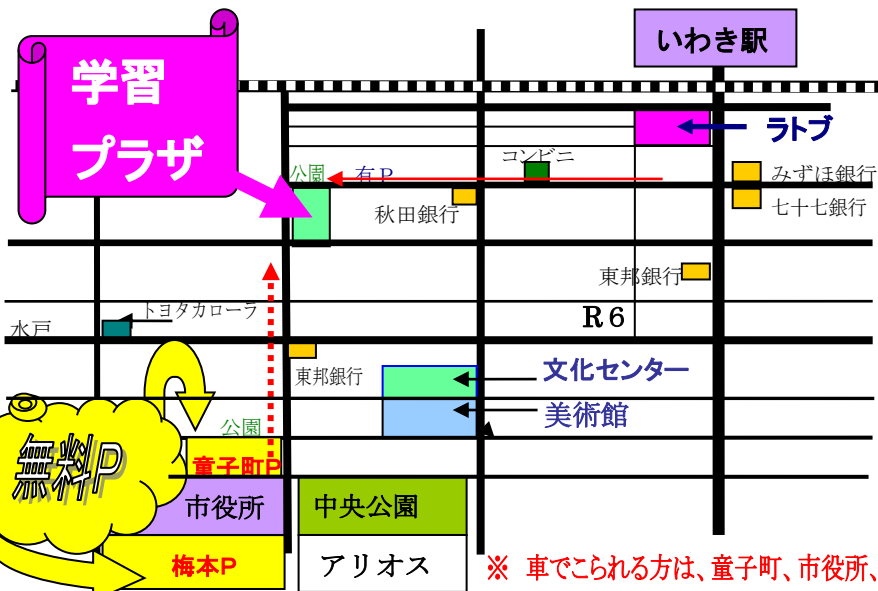 いわき駅
学習
プラザ
ラトブ
コンビニ
公園
有P
みずほ銀行
七十七銀行
秋田銀行
東邦銀行
トヨタカローラ
R6
水戸
東邦銀行
文化センター
美術館
公園
無料P
童子町P
市役所
中央公園
梅本P
アリオス
※ 車でこられる方は、童子町、市役所、